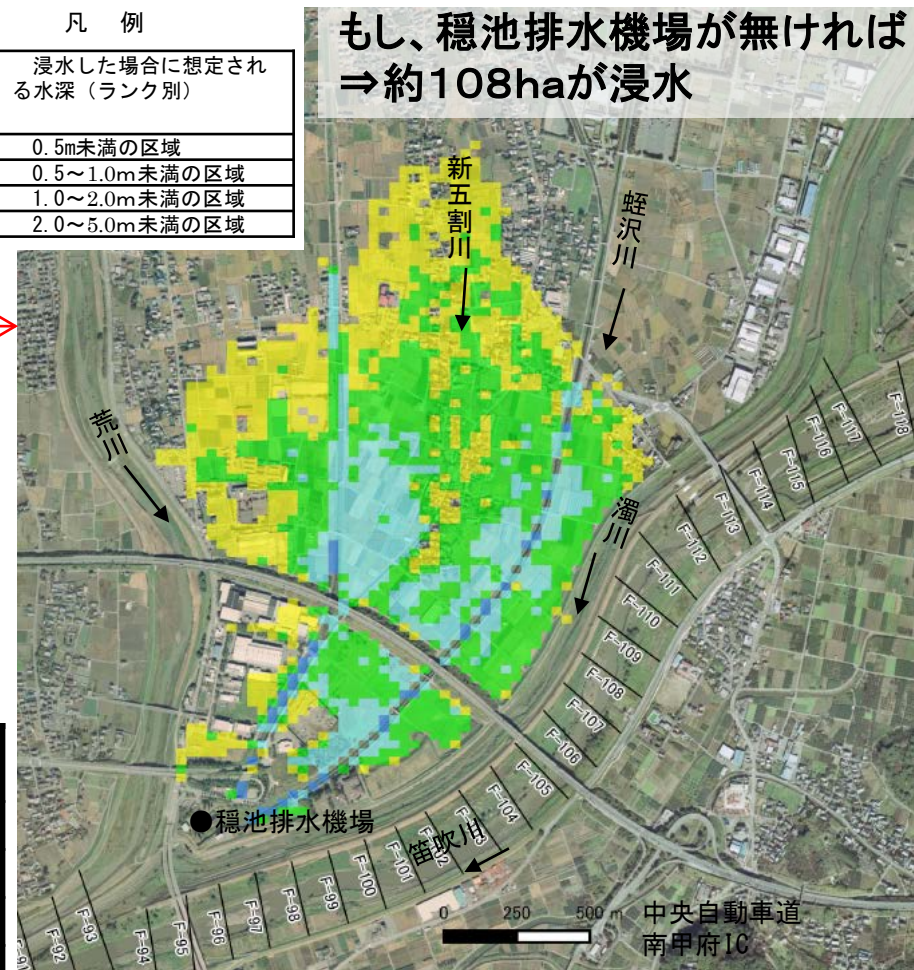 凡 例
浸水した場合に想定され
る水深（ランク別）
0.5m未満の区域
0.5～1.0m未満の区域
1.0～2.0m未満の区域
2.0～5.0m未満の区域
もし、穏池排水機場が無ければ
⇒約108haが浸水
新五割川
蛭沢川
荒川
濁川
F-118
F-117
F-116
F-115
F-114
F-113
F-112
F-111
F-110
F-109
F-108
F-107
F-106
F-105
F-104
F-101
F-100
F-99
F-98
F-97
F-96
F-95
F-94
F-93
F-92
●穏池排水機場
笛吹川
0 250 500 m
中央自動車道
南甲府IC